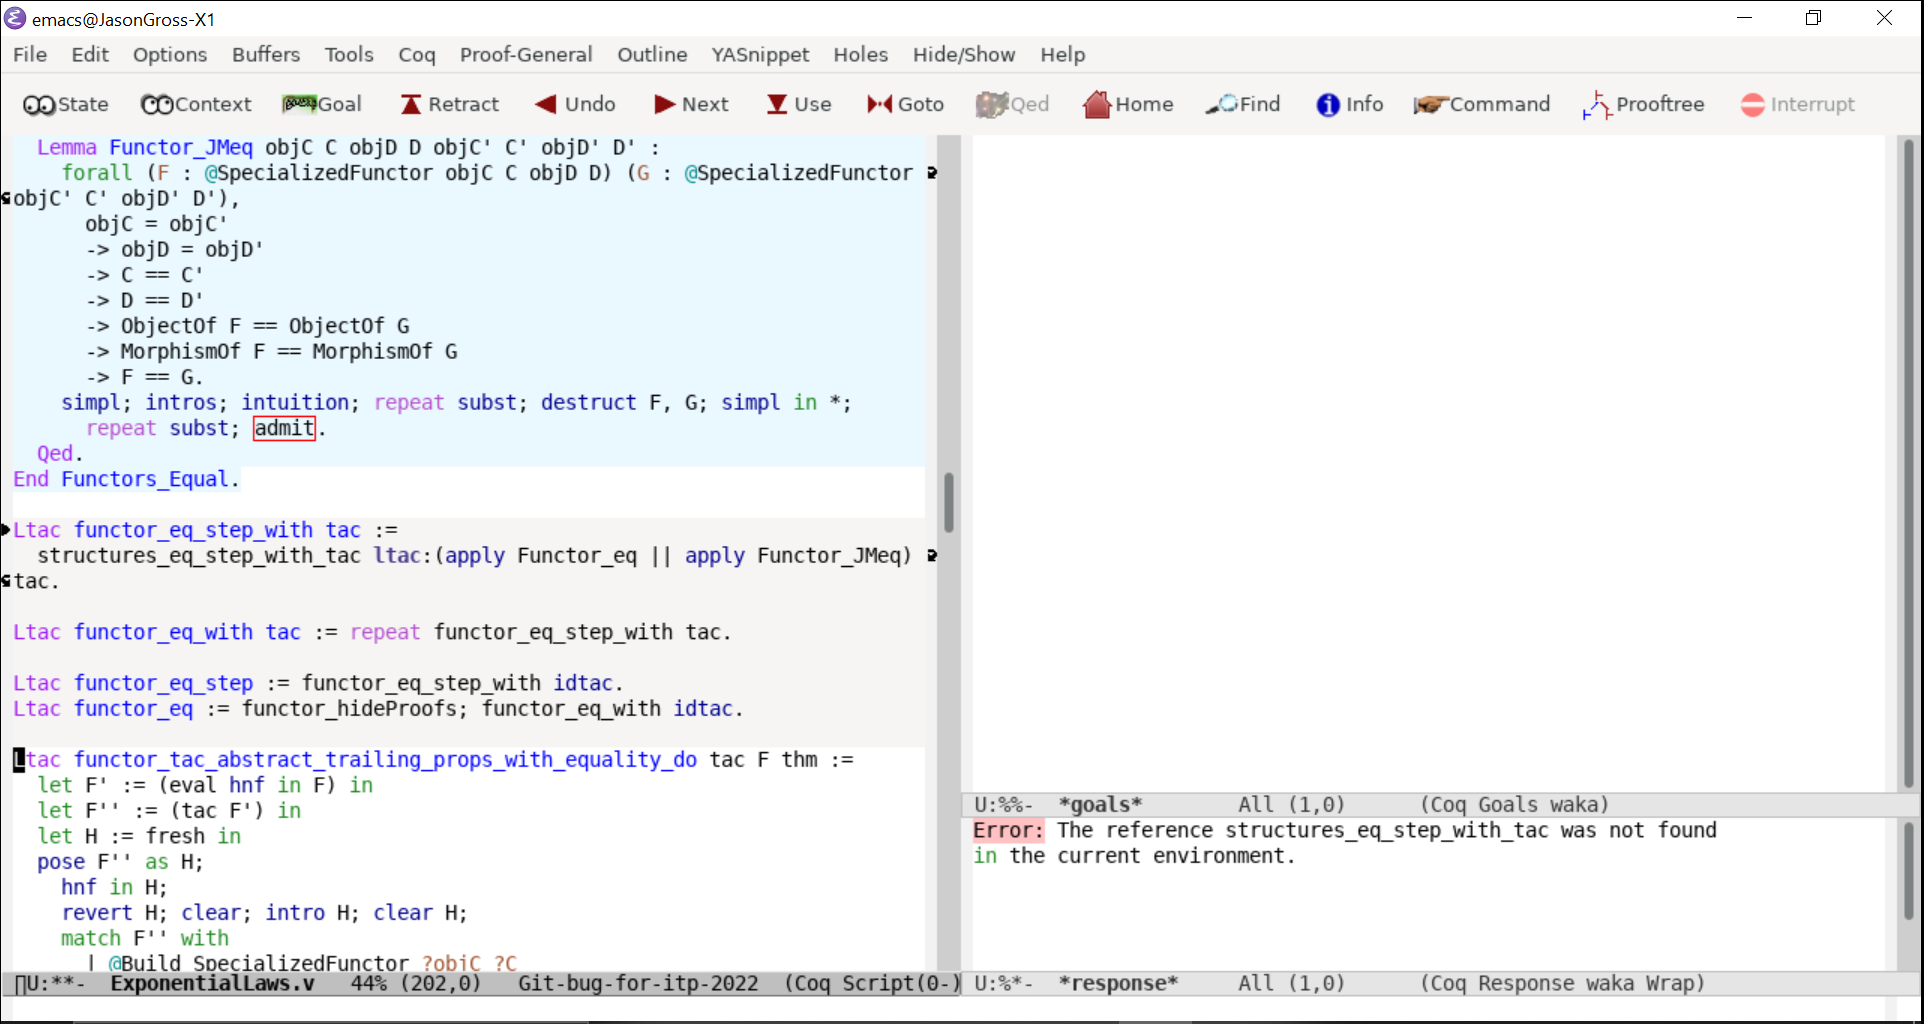 emacs@JasonGross-X1
File Edit Options Buffers Tools Coq Proof-General Outline YASnippet Holes Hide/Show Help
State Context Goal Retract Undo Next Use Goto Qed Home Find Info Command Prooftree Interrupt
Lemma Functor_JMeq objC C objD D objC' C' objD' D' :
forall (F : @SpecializedFunctor objC C objD D) (G : @SpecializedFunctor
objC' C' objD' D'),
objC = objC'
-> objD = objD'
-> C == C'
-> D == D'
-> ObjectOf F == ObjectOf G
-> MorphismOf F == MorphismOf G
-> F == G.
simpl; intros; intuition; repeat subst; destruct F, G; simpl in *;
repeat subst; admit.
Qed.
End Functors_Equal.
Ltac functor_eq_step_with tac :=
structures_eq_step_with_tac ltac:(apply Functor_eq || apply Functor_JMeq)
tac.
Ltac functor_eq_with tac := repeat functor_eq_step_with tac.
Ltac functor_eq_step := functor_eq_step_with idtac.
Ltac functor_eq := functor_hideProofs; functor_eq_with idtac.
Ltac functor_tac_abstract_trailing_props_with_equality_do tac F thm :=
let F' := (eval hnf in F) in
let F'' := (tac F') in
let H := fresh in
pose F'' as H;
hnf in H;
revert H; clear; intro H; clear H;
match F'' with
| @Build_SpecializedFunctor ?objC ?C
U:**- ExponentialLaws.v 44% (202,0) Git-bug-for-itp-2022 (Coq Script(0-)
U:%%- *goals* All (1,0) (Coq Goals waka)
Error: The reference structures_eq_step_with_tac was not found
in the current environment.
U:%*- *response* All (1,0) (Coq Response waka Wrap)